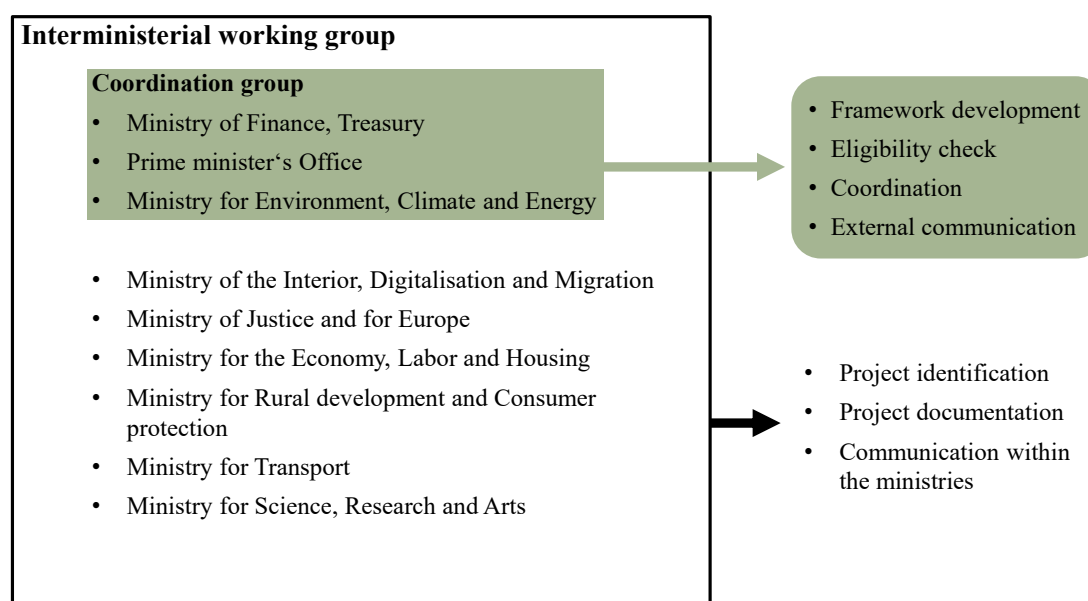 Interministerial working group
Coordination group
• Ministry of Finance, Treasury
• Prime minister‘s Office
• Ministry for Environment, Climate and Energy
• Ministry of the Interior, Digitalisation and Migration
• Ministry of Justice and for Europe
• Ministry for the Economy, Labor and Housing
• Ministry for Rural development and Consumer
protection
• Ministry for Transport
• Ministry for Science, Research and Arts
• Framework development
• Eligibility check
• Coordination
• External communication
• Project identification
• Project documentation
• Communication within
the ministries